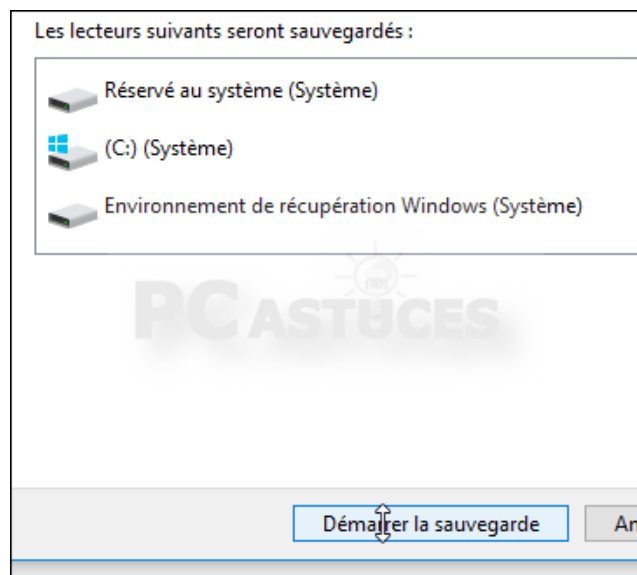 Les lecteurs suivants seront sauvegardés :
Réservé au système (Système)
(C:) (Système)
Environnement de récupération Windows (Système)
PC ASTUCES
Démarrer la sauvegarde